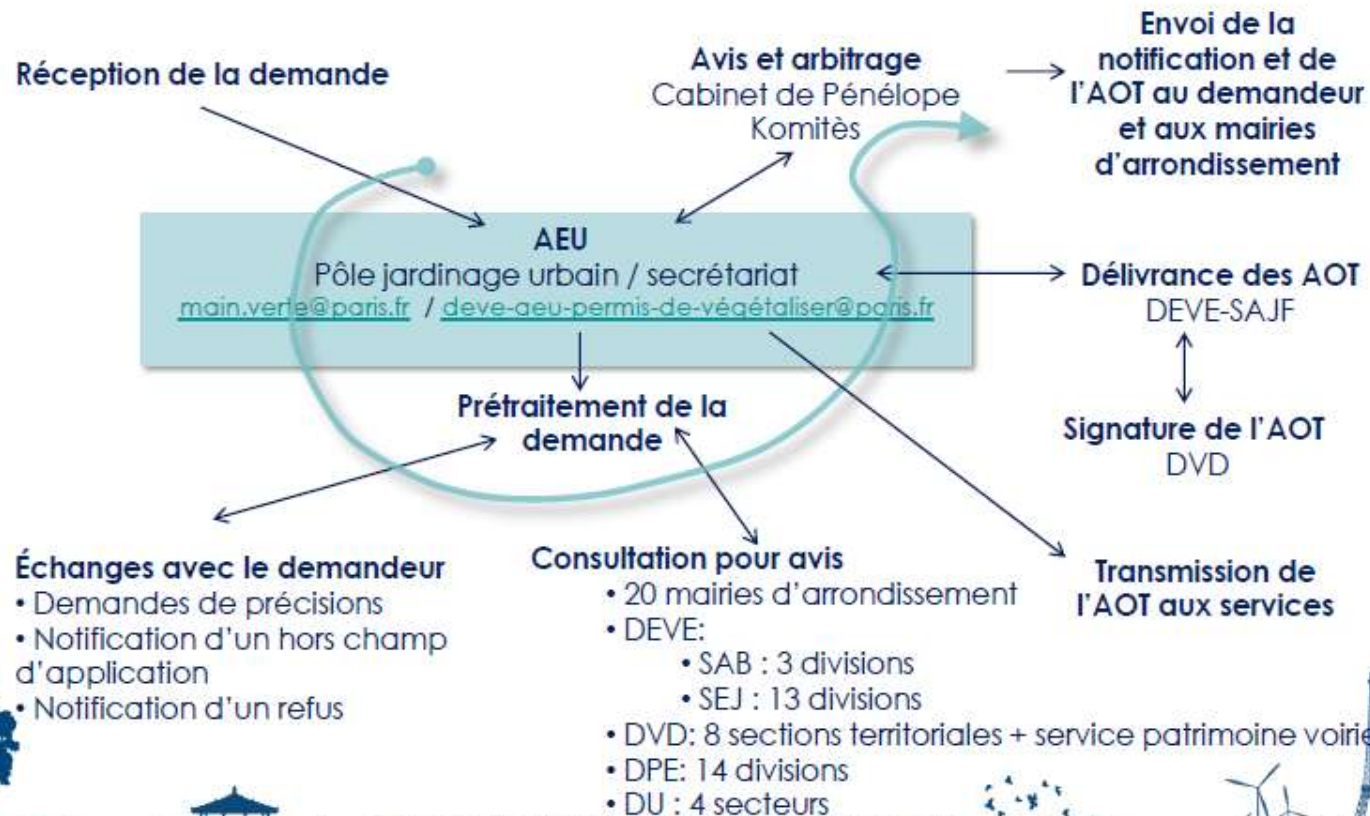 Réception de la demande
Avis et arbitrage
Cabinet de Pénélope
Komitès
Envoi de la
notification et de
l'AOT au demandeur
et aux mairies
d'arrondissement
AEU
Pôle jardinage urbain / secrétariat
main.verte@paris.fr / deve-aeu-permis-de-végétaliser@paris.fr
Délivrance des AOT
DEVE-SAJF
Signature de l'AOT
DVD
Prétraitement de la
demande
Échanges avec le demandeur
• Demandes de précisions
• Notification d'un hors champ
d'application
• Notification d'un refus
Consultation pour avis
• 20 mairies d'arrondissement
• DEVE:
• SAB : 3 divisions
• SEJ : 13 divisions
• DVD: 8 sections territoriales + service patrimoine voirie
• DPE: 14 divisions
• DU : 4 secteurs
Transmission de
l'AOT aux services